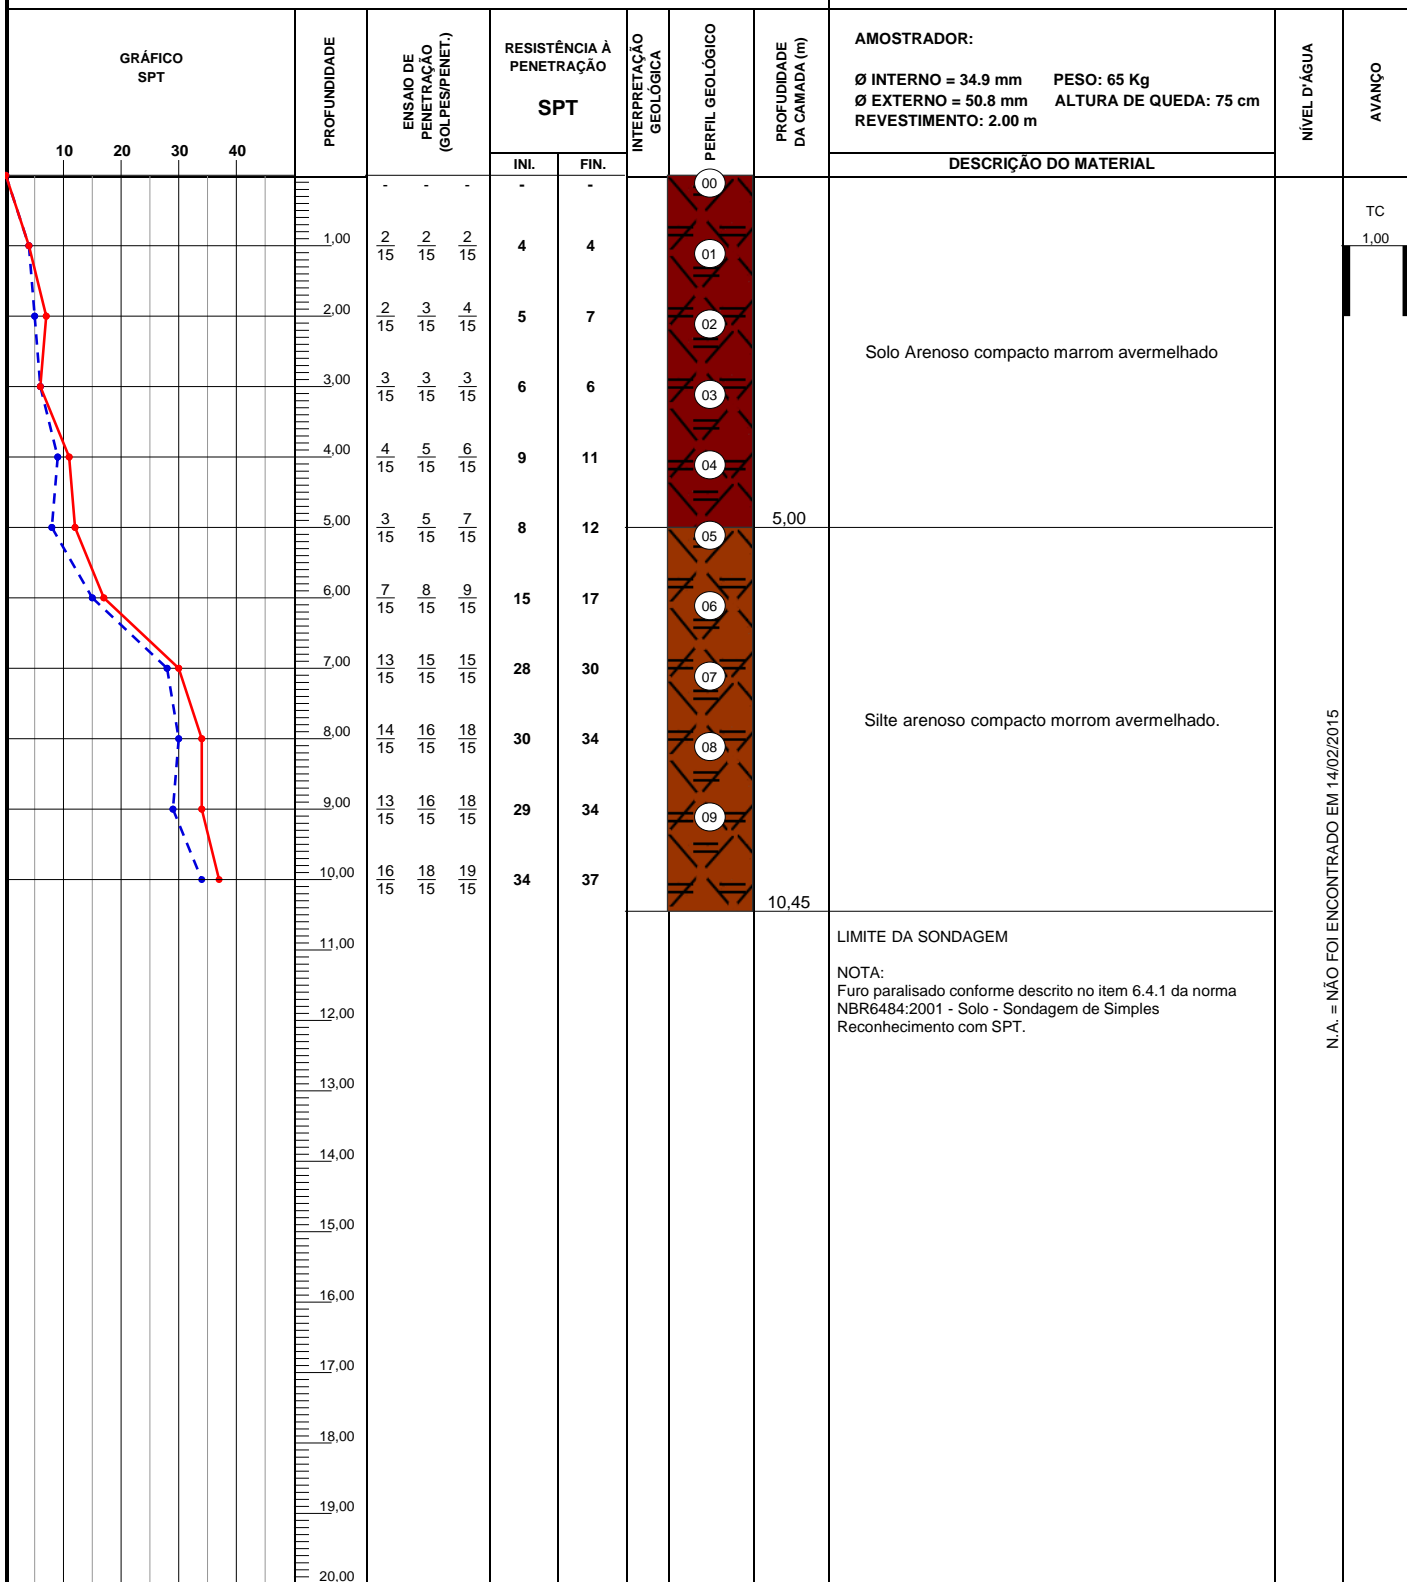 GRÁFICO
SPT
10 20 30 40
PROFUNDIDADE
ENSAIO DE
PENETRAÇÃO
(GOLPES/PENET.)
RESISTÊNCIA À
PENETRAÇÃO
SPT
INI. FIN.
INTERPRETAÇÃO
GEOLÓGICA
PERFIL GEOLÓGICO
PROFUDIDADE
DA CAMADA (m)
AMOSTRADOR:
Ø INTERNO = 34.9 mm PESO: 65 Kg
Ø EXTERNO = 50.8 mm ALTURA DE QUEDA: 75 cm
REVESTIMENTO: 2.00 m
DESCRIÇÃO DO MATERIAL
NÍVEL D'ÁGUA
AVANÇO
- - - - - 00
TC
1,00 2/15 2/15 2/15 4 4 01 1,00
2,00 2/15 3/15 4/15 5 7 02
Solo Arenoso compacto marrom avermelhado
3,00 3/15 3/15 3/15 6 6 03
4,00 4/15 5/15 6/15 9 11 04
5,00 3/15 5/15 7/15 8 12 05 5,00
6,00 7/15 8/15 9/15 15 17 06
7,00 13/15 15/15 15/15 28 30 07
Silte arenoso compacto morrom avermelhado.
8,00 14/15 16/15 18/15 30 34 08
9,00 13/15 16/15 18/15 29 34 09
10,00 16/15 18/15 19/15 34 37
10,45
N.A. = NÃO FOI ENCONTRADO EM 14/02/2015
LIMITE DA SONDAGEM
NOTA:
Furo paralisado conforme descrito no item 6.4.1 da norma
NBR6484:2001 - Solo - Sondagem de Simples
Reconhecimento com SPT.
11,00
12,00
13,00
14,00
15,00
16,00
17,00
18,00
19,00
20,00